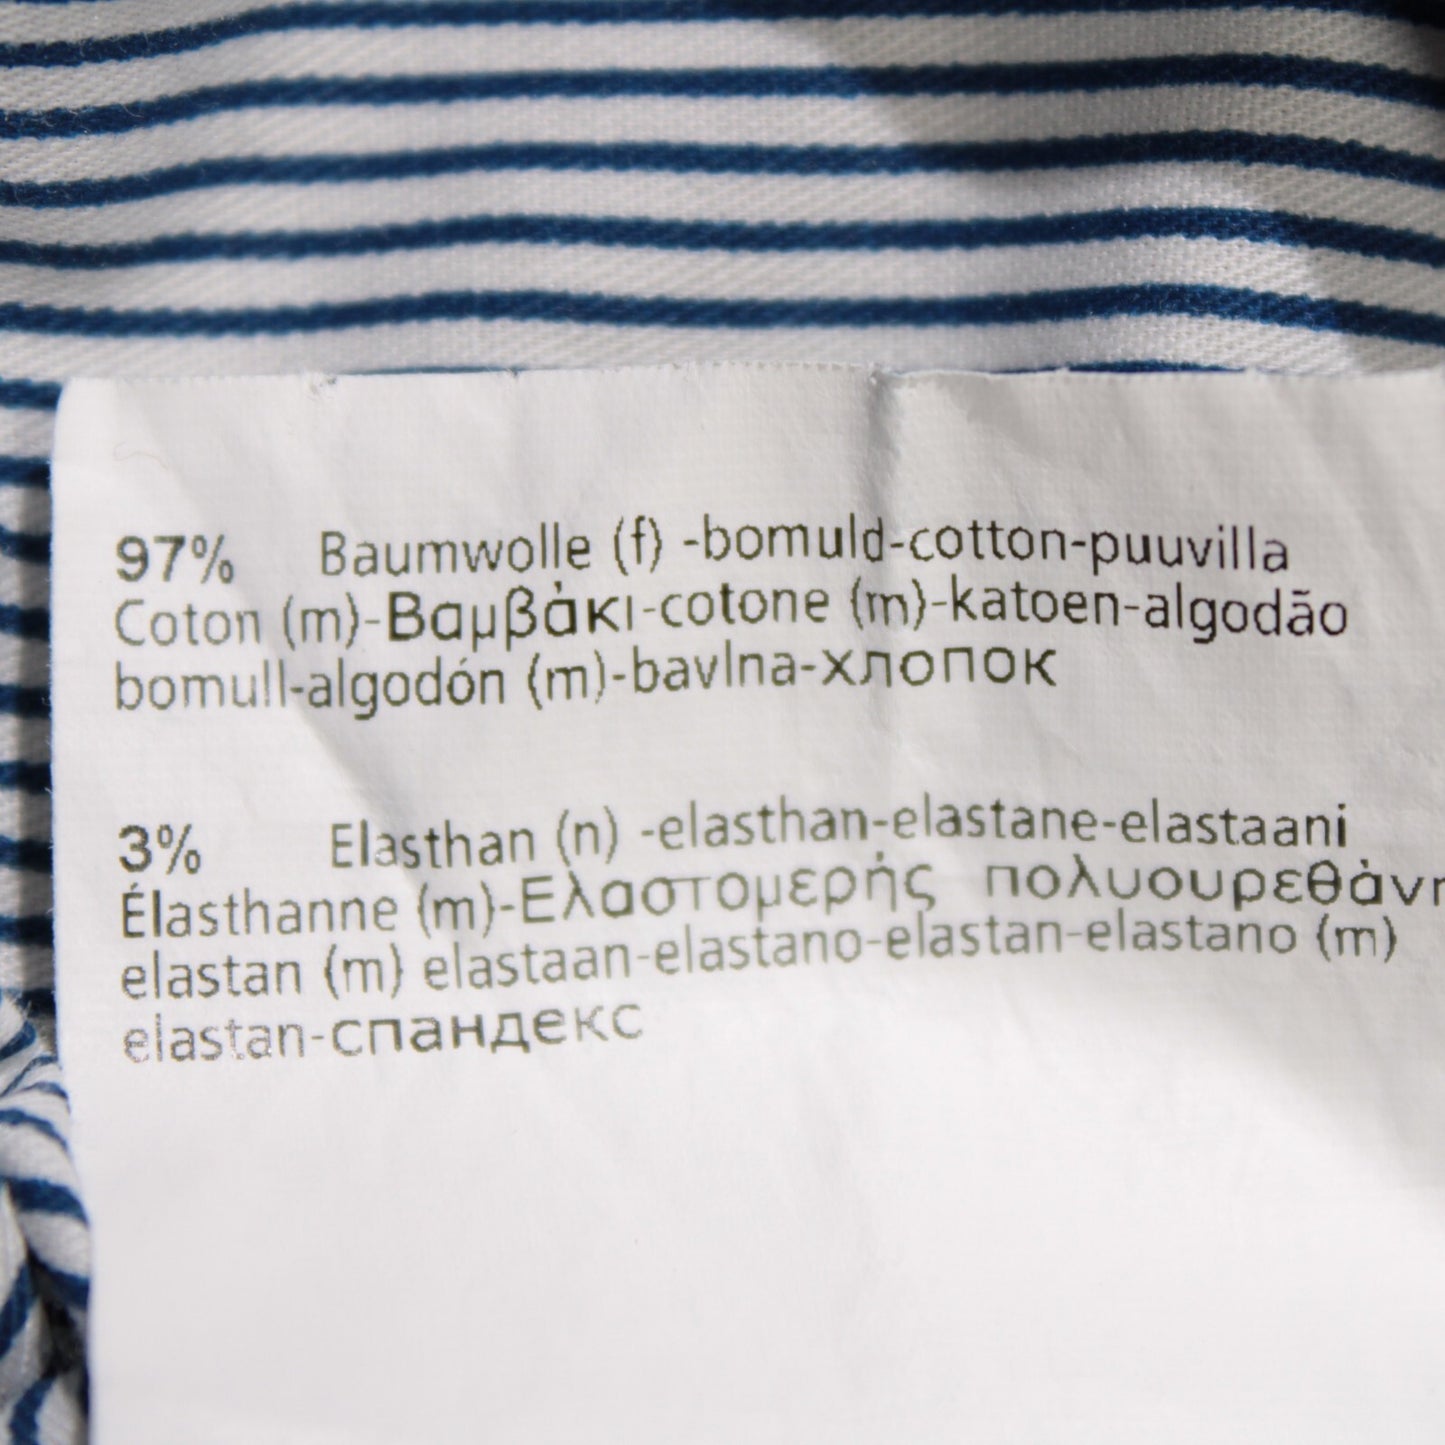 97% Baumwolle (f) -bomuld-cotton-puuvilla
Coton (m)-Βαμβάκι-cotone (m)-katoen-algodão
bomull-algodón (m)-bavlna-хлопок
3% Elasthan (n) -elasthan-elastane-elastaani
Élasthanne (m)-Ελαστομερής
elastan (m) elastaan-elastano-elastan-elastano (m)
elastan-спандекс